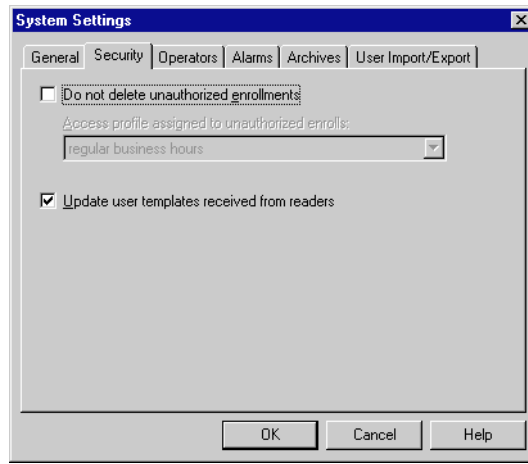 System Settings
General Security Operators Alarms Archives User Import/Export
Do not delete unauthorized enrollments
Access profile assigned to unauthorized enrolls:
regular business hours
Update user templates received from readers
OK Cancel Help